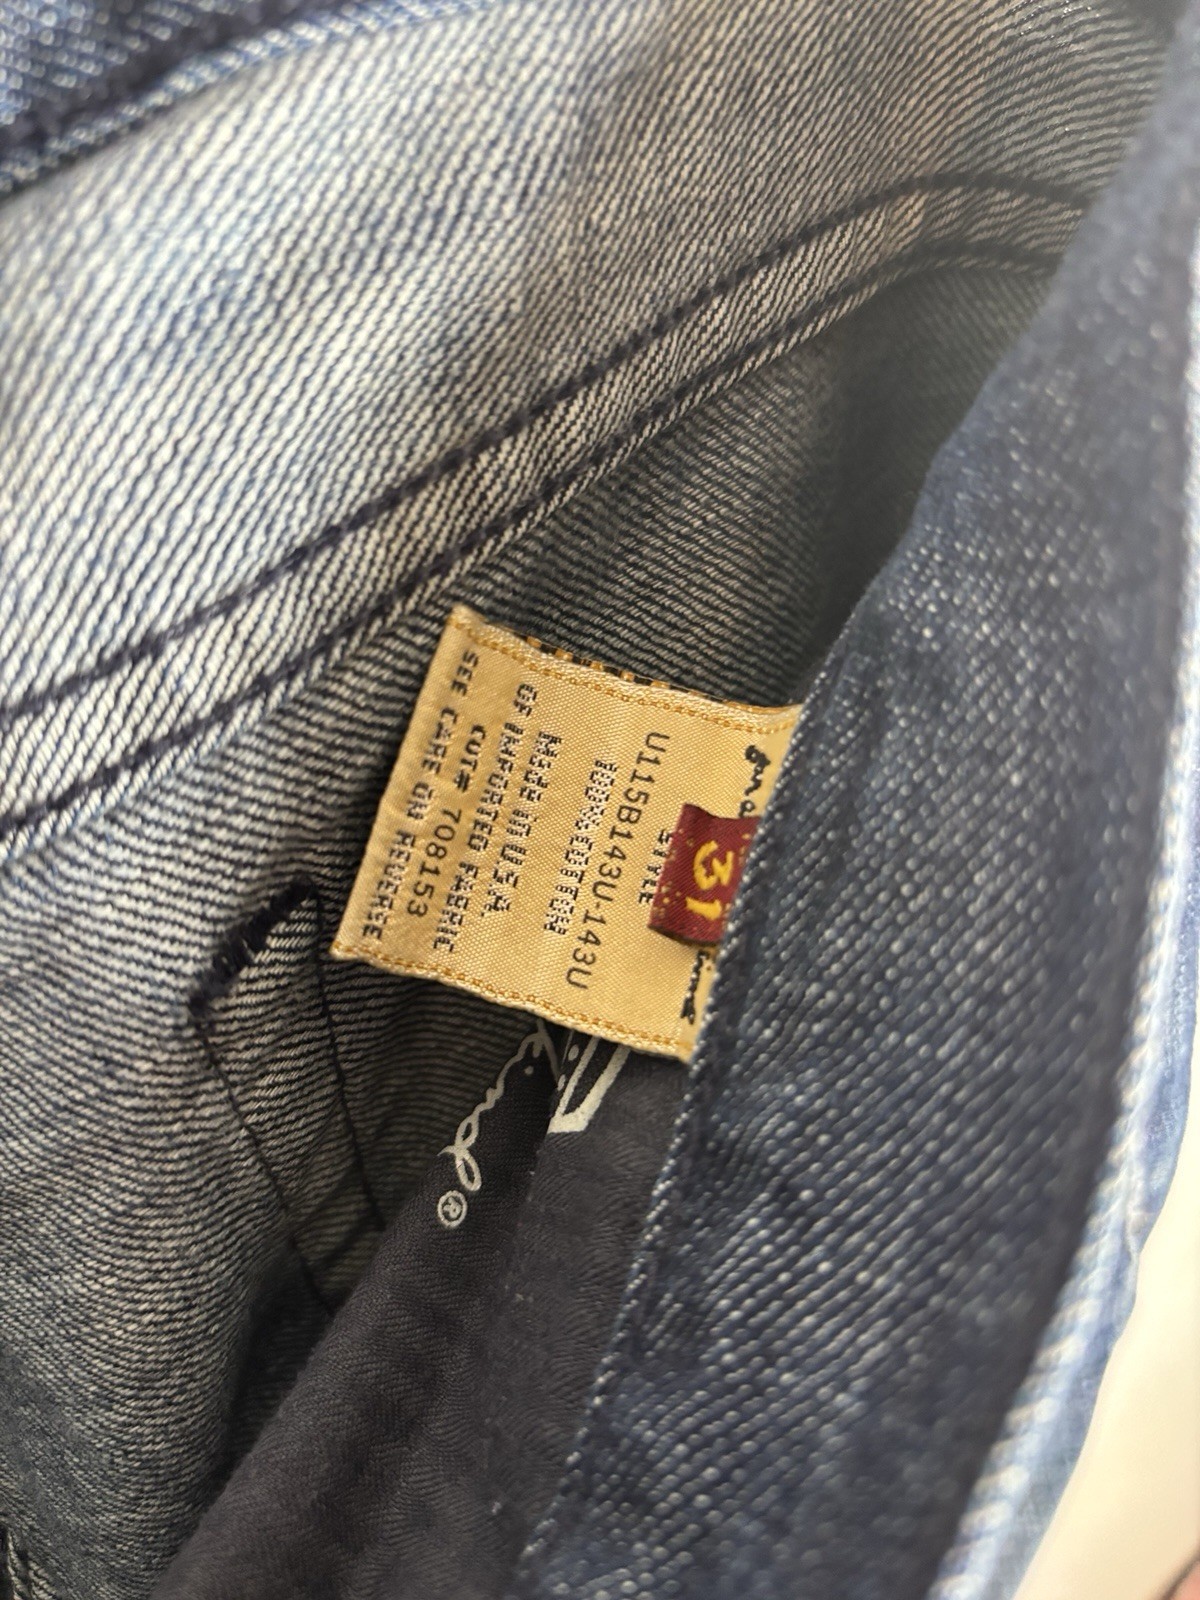 31
STYLE
U115B143U-143U
100% COTTON
Made in U.S.A.
OF IMPORTED FABRIC
CUT# 708153
SEE CARE ON REVERSE
®